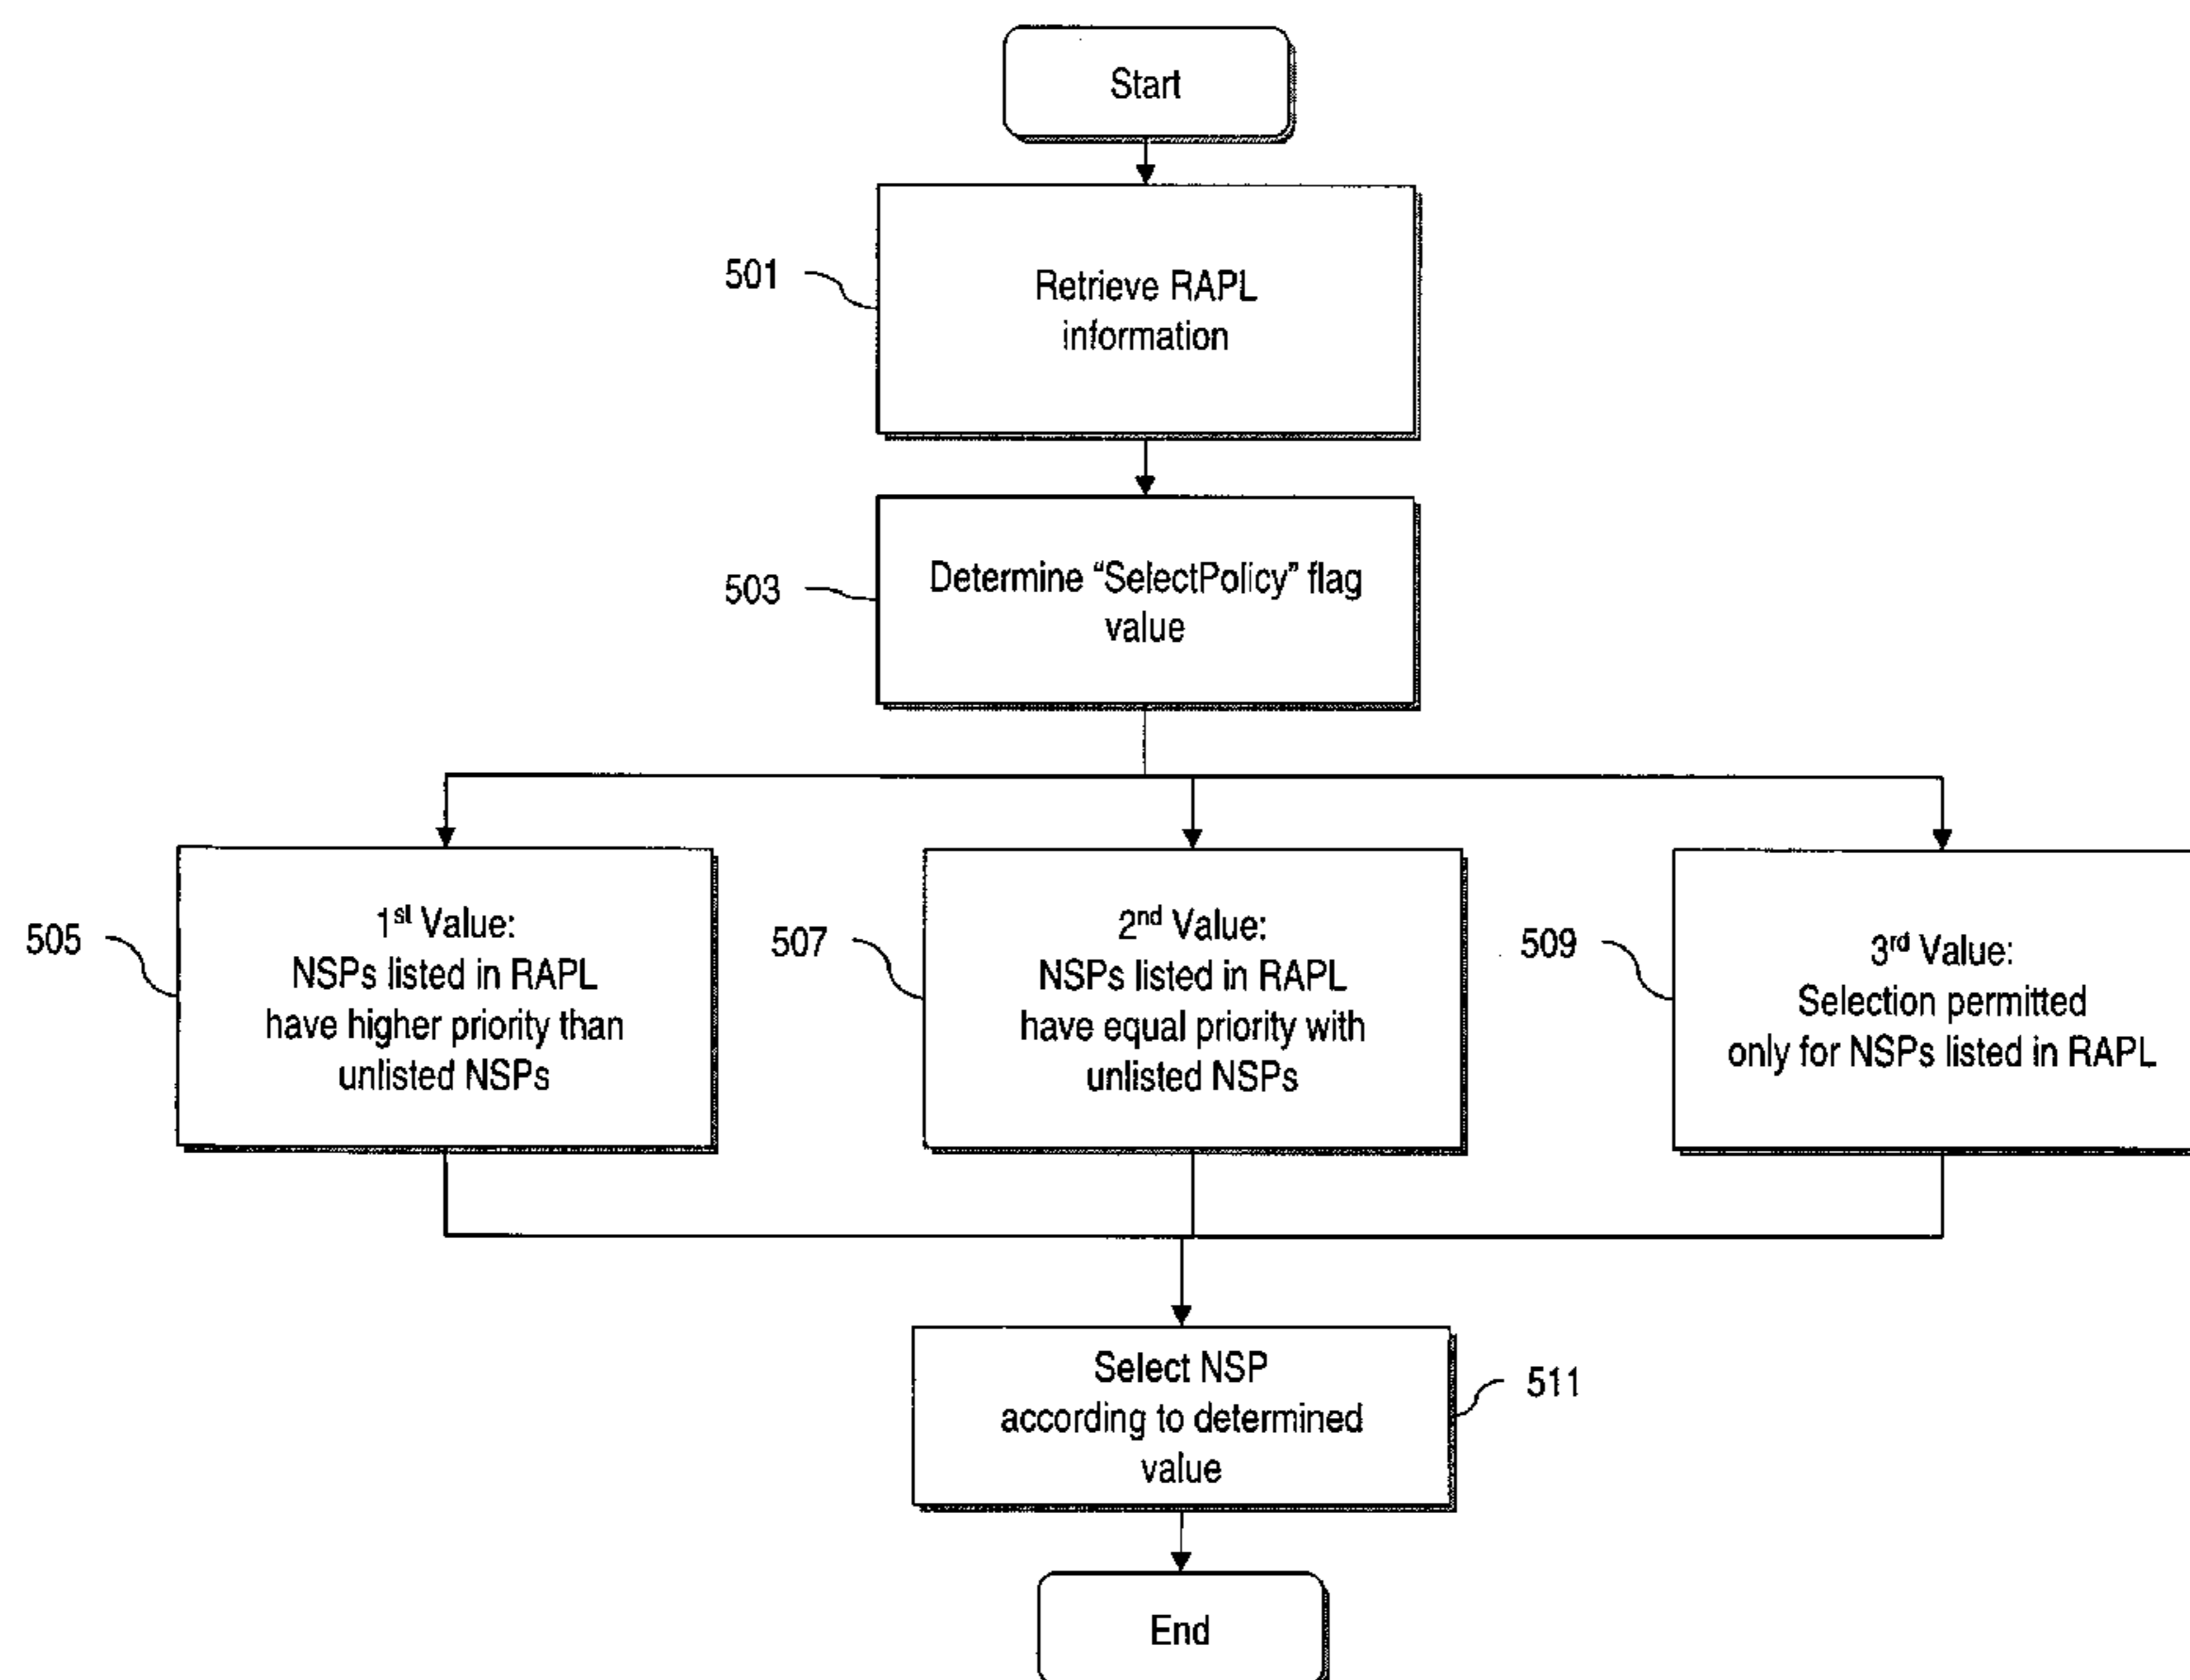 Start
501
Retrieve RAPL
information
503
Determine “SelectPolicy” flag
value
505
1st Value:
NSPs listed in RAPL
have higher priority than
unlisted NSPs
507
2nd Value:
NSPs listed in RAPL
have equal priority with
unlisted NSPs
509
3rd Value:
Selection permitted
only for NSPs listed in RAPL
Select NSP
according to determined
value
511
End